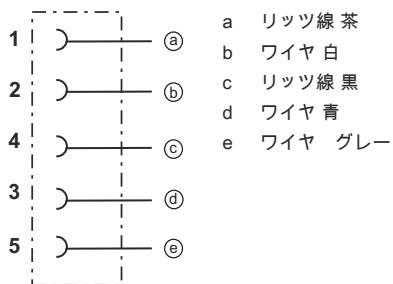 1 ⓐ
2 ⓑ
4 ⓒ
3 ⓓ
5 ⓔ
a リッツ線 茶
b ワイヤ 白
c リッツ線 黒
d ワイヤ 青
e ワイヤ　グレー